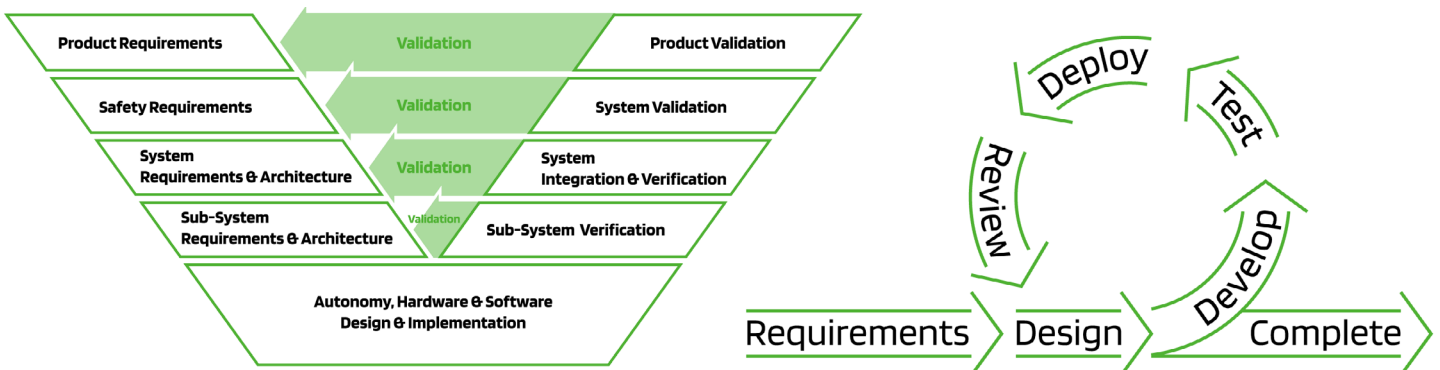 Product Requirements
Validation
Product Validation
Safety Requirements
Validation
System Validation
System
Requirements & Architecture
Validation
System
Integration & Verification
Sub-System
Requirements & Architecture
Validation
Sub-System Verification
Autonomy, Hardware & Software
Design & Implementation
Requirements
Design
Develop
Test
Deploy
Review
Complete